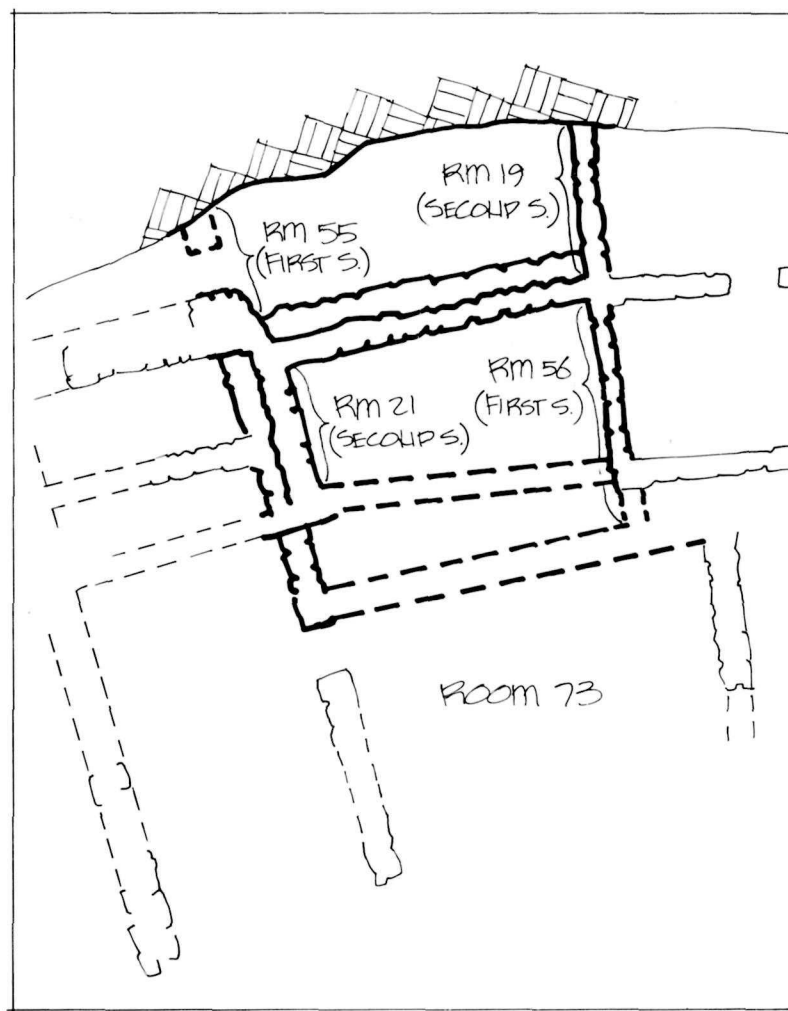 RM 19
(SECOND S.)
RM 55
(FIRST S.)
RM 56
(FIRST S.)
RM 21
(SECOND S.)
ROOM 73